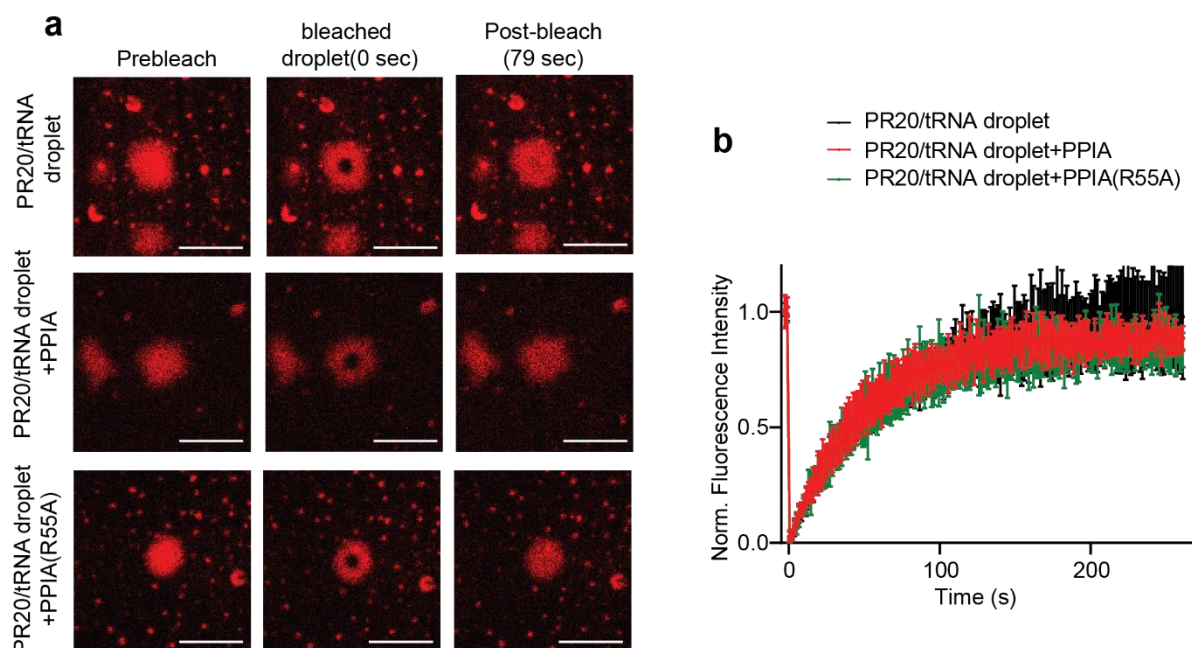 a
Prebleach
bleached
droplet(0 sec)
Post-bleach
(79 sec)
PR20/tRNA
droplet
PR20/tRNA droplet
+PPIA
PR20/tRNA droplet
+PPIA(R55A)
b
PR20/tRNA droplet
PR20/tRNA droplet+PPIA
PR20/tRNA droplet+PPIA(R55A)
Norm. Fluorescence Intensity
1.0
0.5
0.0
0
100
200
Time (s)